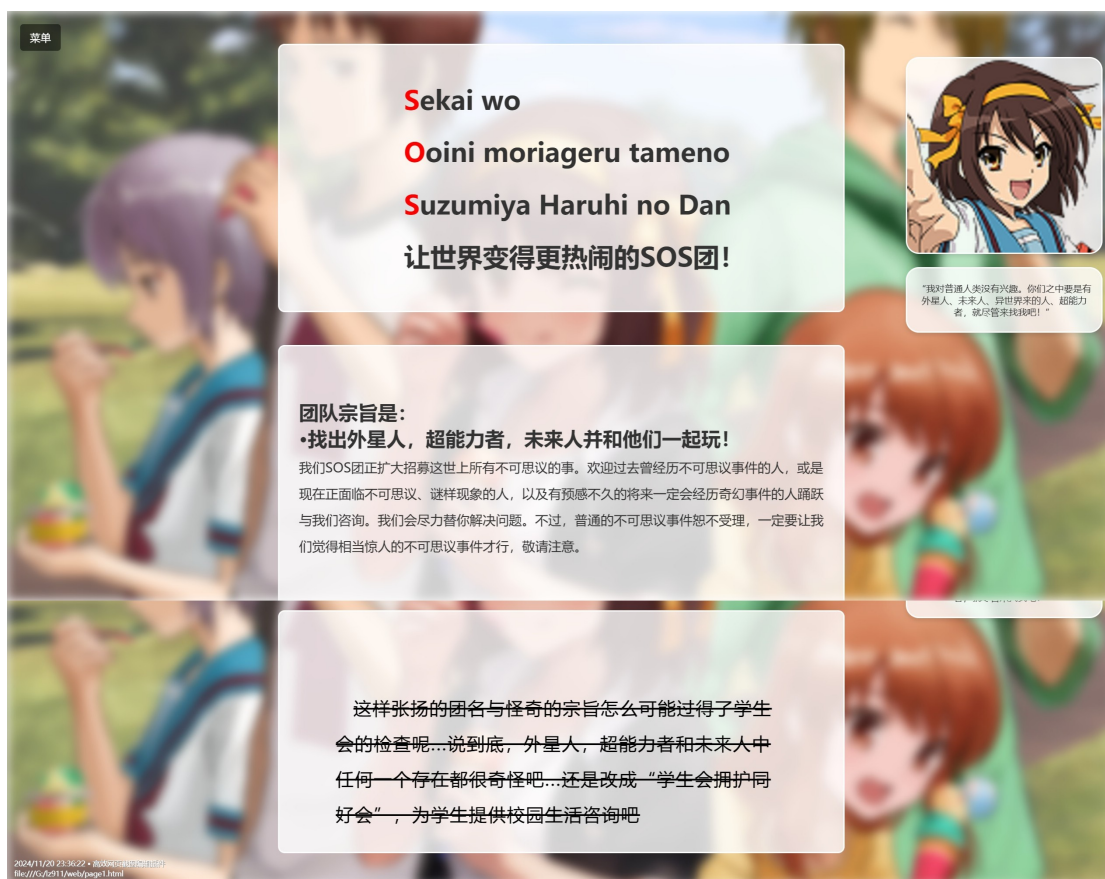 菜单
Sekai wo
Ooini moriageru tameno
Suzumiya Haruhi no Dan
让世界变得更热闹的SOS团！
“我对普通人类没有兴趣。你们之中要是有
外星人、未来人、异世界来的人、超能力
者，就尽管来找我吧！”
团队宗旨是：
•找出外星人，超能力者，未来人并和他们一起玩！
我们SOS团正扩大招募这世上所有不可思议的事。欢迎过去曾经历不可思议事件的人，或是
现在正面临不可思议、谜样现象的人，以及有预感不久的将来一定会经历奇幻事件的人踊跃
与我们咨询。我们会尽力替你解决问题。不过，普通的不可思议事件恕不受理，一定要让我
们觉得相当惊人的不可思议事件才行，敬请注意。
这样张扬的团名与怪奇的宗旨怎么可能过得了学生
会的检查呢...说到底，外星人，超能力者和未来人中
任何一个存在都很奇怪吧...还是改成“学生会拥护同
好会”，为学生提供校园生活咨询吧
2024/11/20 23:36:22 •
file:///G:/lz911/web/page1.html